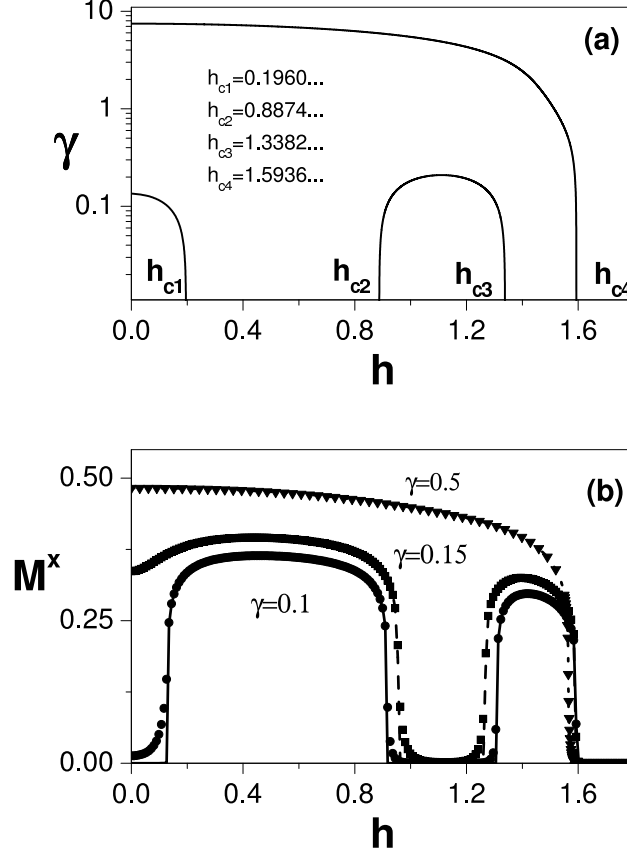 10
(a)
h_c1=0.1960...
h_c2=0.8874...
h_c3=1.3382...
h_c4=1.5936...
1
γ
0.1
h_c1
h_c2
h_c3
h_c4
0.0 0.4 0.8 1.2 1.6
h
0.50
(b)
γ=0.5
M^x
γ=0.15
γ=0.1
0.25
0.00
0.0 0.4 0.8 1.2 1.6
h